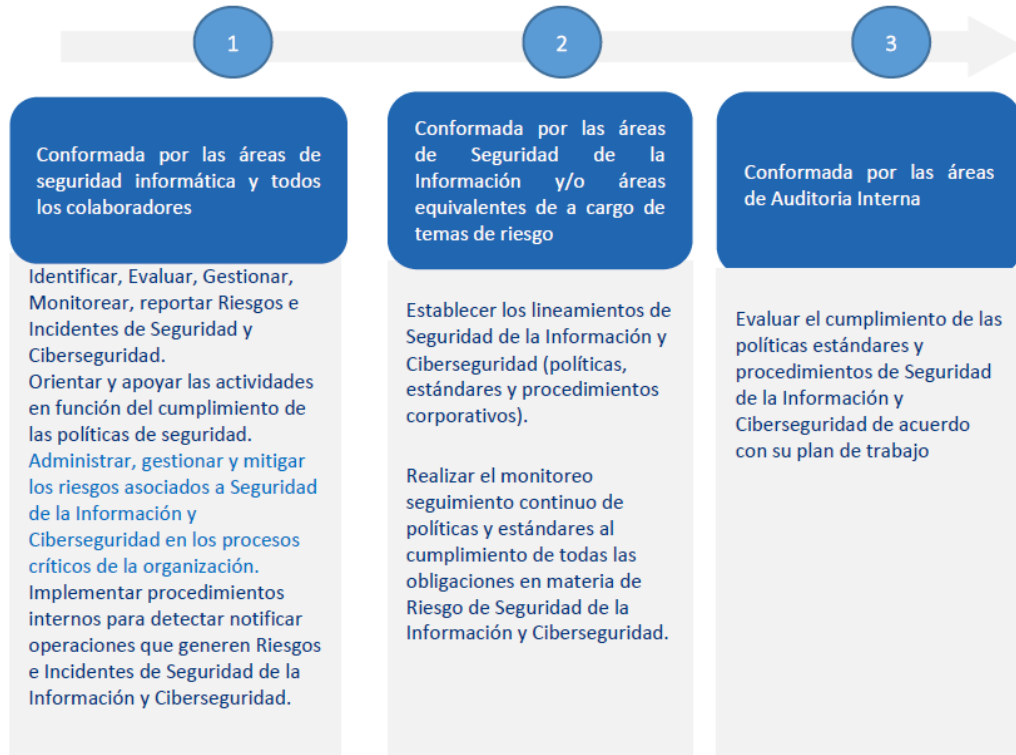 1
2
3
Conformada por las áreas de
seguridad informática y todos
los colaboradores
Identificar, Evaluar, Gestionar,
Monitorear, reportar Riesgos e
Incidentes de Seguridad y
Ciberseguridad.
Orientar y apoyar las actividades
en función del cumplimiento de
las políticas de seguridad.
Administrar, gestionar y mitigar
los riesgos asociados a Seguridad
de la Información y
Ciberseguridad en los procesos
críticos de la organización.
Implementar procedimientos
internos para detectar notificar
operaciones que generen Riesgos
e Incidentes de Seguridad de la
Información y Ciberseguridad.
Conformada por las áreas
de Seguridad de la
Información y/o áreas
equivalentes de a cargo de
temas de riesgo
Establecer los lineamientos de
Seguridad de la Información y
Ciberseguridad (políticas,
estándares y procedimientos
corporativos).
Realizar el monitoreo
seguimiento continuo de
políticas y estándares al
cumplimiento de todas las
obligaciones en materia de
Riesgo de Seguridad de la
Información y Ciberseguridad.
Conformada por las áreas
de Auditoria Interna
Evaluar el cumplimiento de las
políticas estándares y
procedimientos de Seguridad
de la Información y
Ciberseguridad de acuerdo
con su plan de trabajo